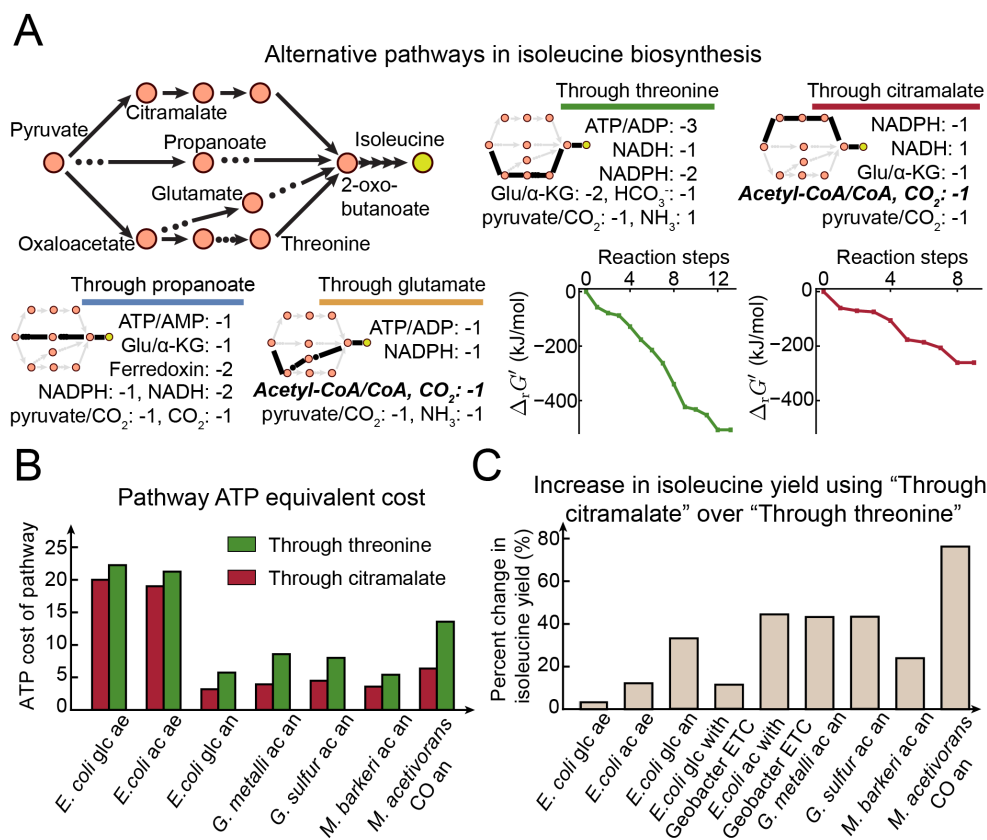 A
Alternative pathways in isoleucine biosynthesis
Pyruvate
Citramalate
Propanoate
Isoleucine
Glutamate
2-oxo-
butanoate
Oxaloacetate
Threonine
Through threonine
ATP/ADP: -3
NADH: -1
NADPH: -2
Glu/α-KG: -2, HCO₃⁻: -1
pyruvate/CO₂: -1, NH₃: 1
Through citramalate
NADPH: -1
NADH: 1
Glu/α-KG: -1
Acetyl-CoA/CoA, CO₂: -1
pyruvate/CO₂: -1
Through propanoate
ATP/AMP: -1
Glu/α-KG: -1
Ferredoxin: -2
NADPH: -1, NADH: -2
pyruvate/CO₂: -1, CO₂: -1
Through glutamate
ATP/ADP: -1
NADPH: -1
Acetyl-CoA/CoA, CO₂: -1
pyruvate/CO₂: -1, NH₃: -1
Reaction steps
0 4 8 12
0
−200
−400
ΔᵣG′ (kJ/mol)
Reaction steps
0 4 8
0
−200
−400
ΔᵣG′ (kJ/mol)
B
Pathway ATP equivalent cost
ATP cost of pathway
25
20
15
10
5
0
Through threonine
Through citramalate
E. coli glc ae
E.coli ac ae
E.coli glc an
G. metalli ac an
G. sulfur ac an
M. barkeri ac an
M. acetivorans
CO an
C
Increase in isoleucine yield using “Through
citramalate” over “Through threonine”
Percent change in
isoleucine yield (%)
80
60
40
20
0
E. coli glc ae
E.coli ac ae
E.coli glc an
E.coli glc with
Geobacter ETC
E.coli ac with
Geobacter ETC
G. metalli ac an
G. sulfur ac an
M. barkeri ac an
M. acetivorans
CO an